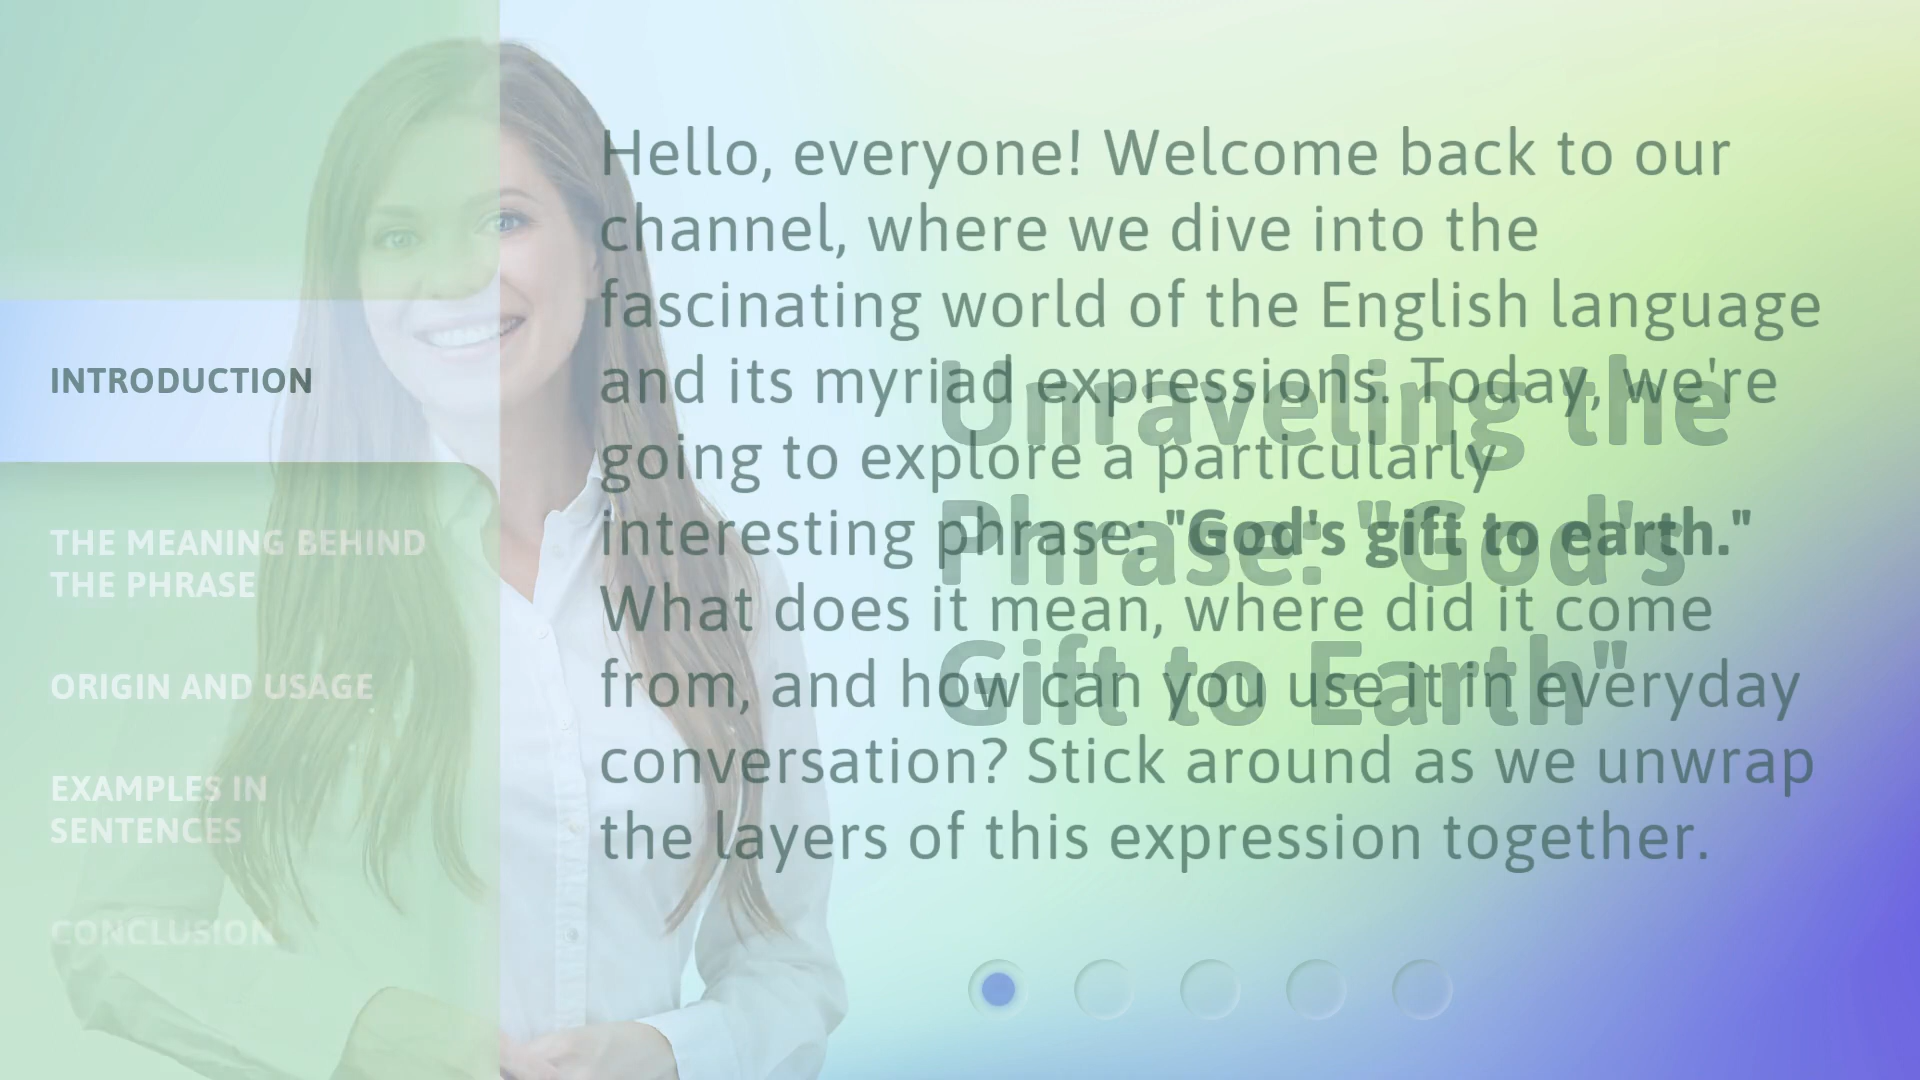 INTRODUCTION
THE MEANING BEHIND
THE PHRASE
ORIGIN AND USAGE
EXAMPLES IN
SENTENCES
CONCLUSION
Hello, everyone! Welcome back to our
channel, where we dive into the
fascinating world of the English language
and its myriad expressions. Today, we're
going to explore a particularly
interesting phrase: "God's gift to earth."
What does it mean, where did it come
from, and how can you use it in everyday
conversation? Stick around as we unwrap
the layers of this expression together.
Unraveling the
Phrase: "God's
Gift to Earth"